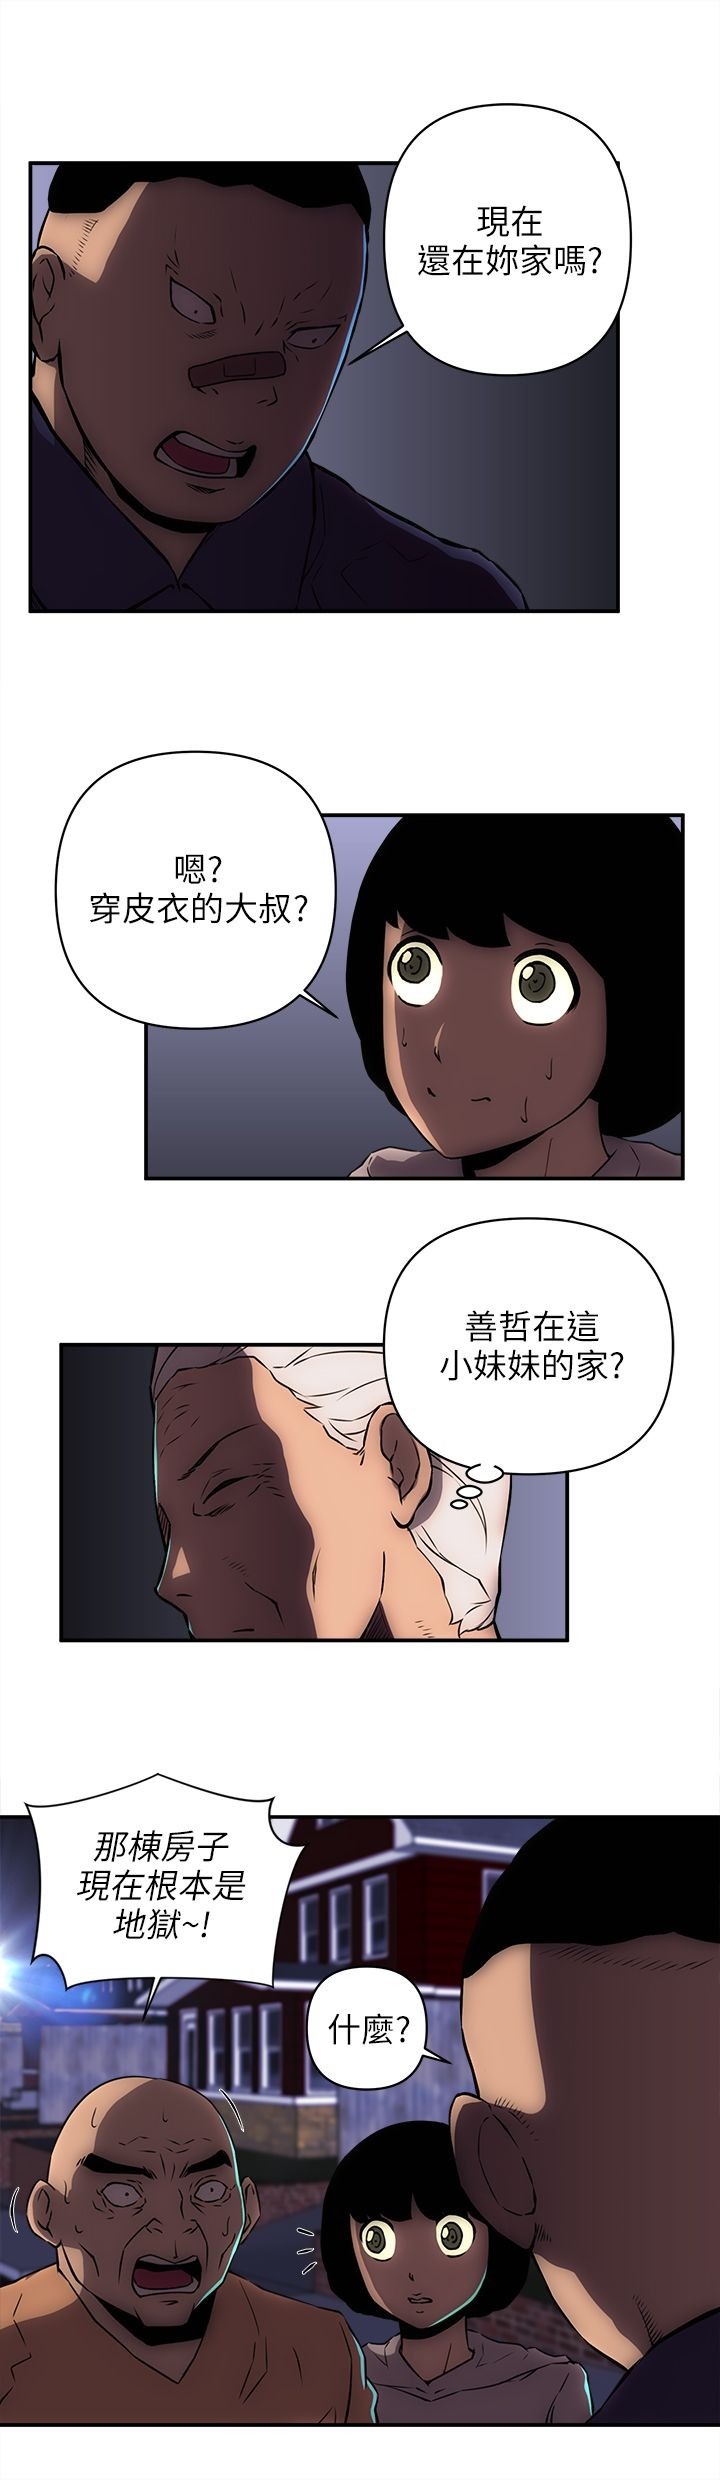 現在
還在妳家嗎?
嗯?
穿皮衣的大叔?
善哲在這
小妹妹的家?
那棟房子
現在根本是
地獄~!
什麼?